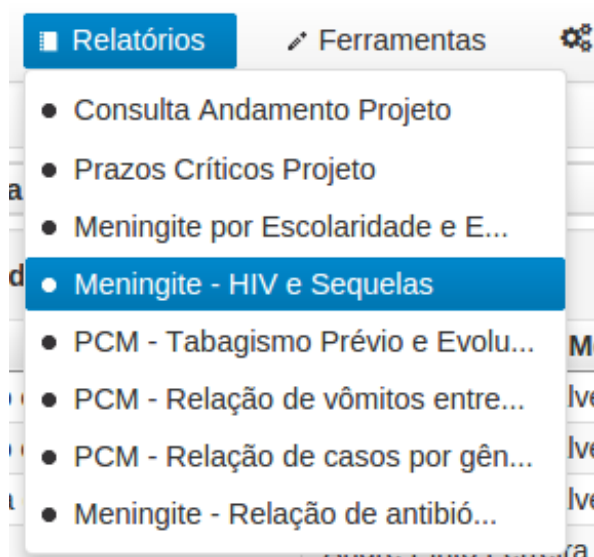 Relatórios Ferramentas
Consulta Andamento Projeto
Prazos Críticos Projeto
Meningite por Escolaridade e E...
Meningite - HIV e Sequelas
PCM - Tabagismo Prévio e Evolu...
PCM - Relação de vômitos entre...
PCM - Relação de casos por gên...
Meningite - Relação de antibió...